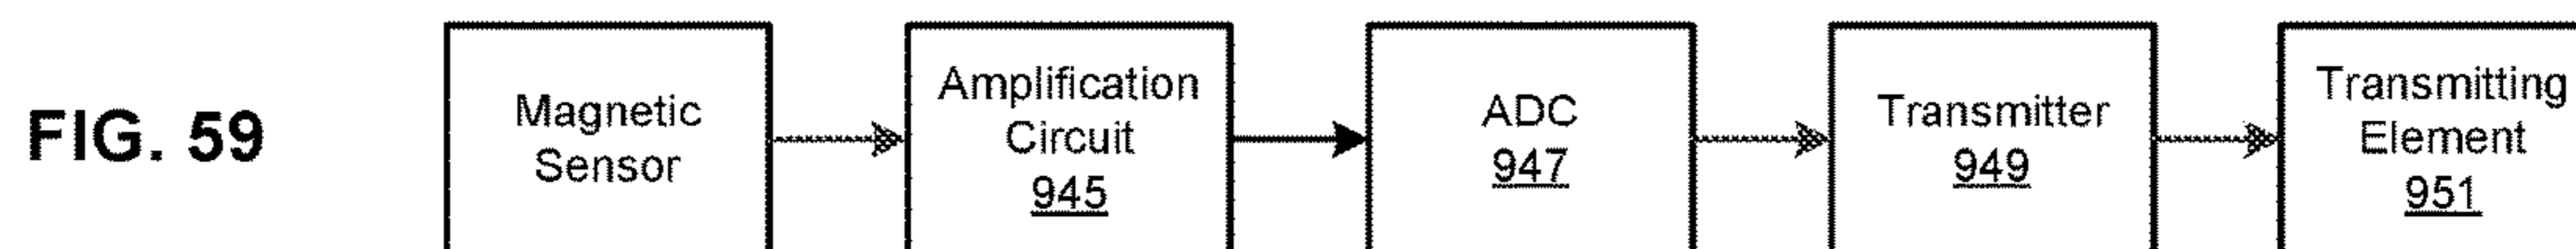 FIG. 59
Magnetic
Sensor
Amplification
Circuit
945
ADC
947
Transmitter
949
Transmitting
Element
951